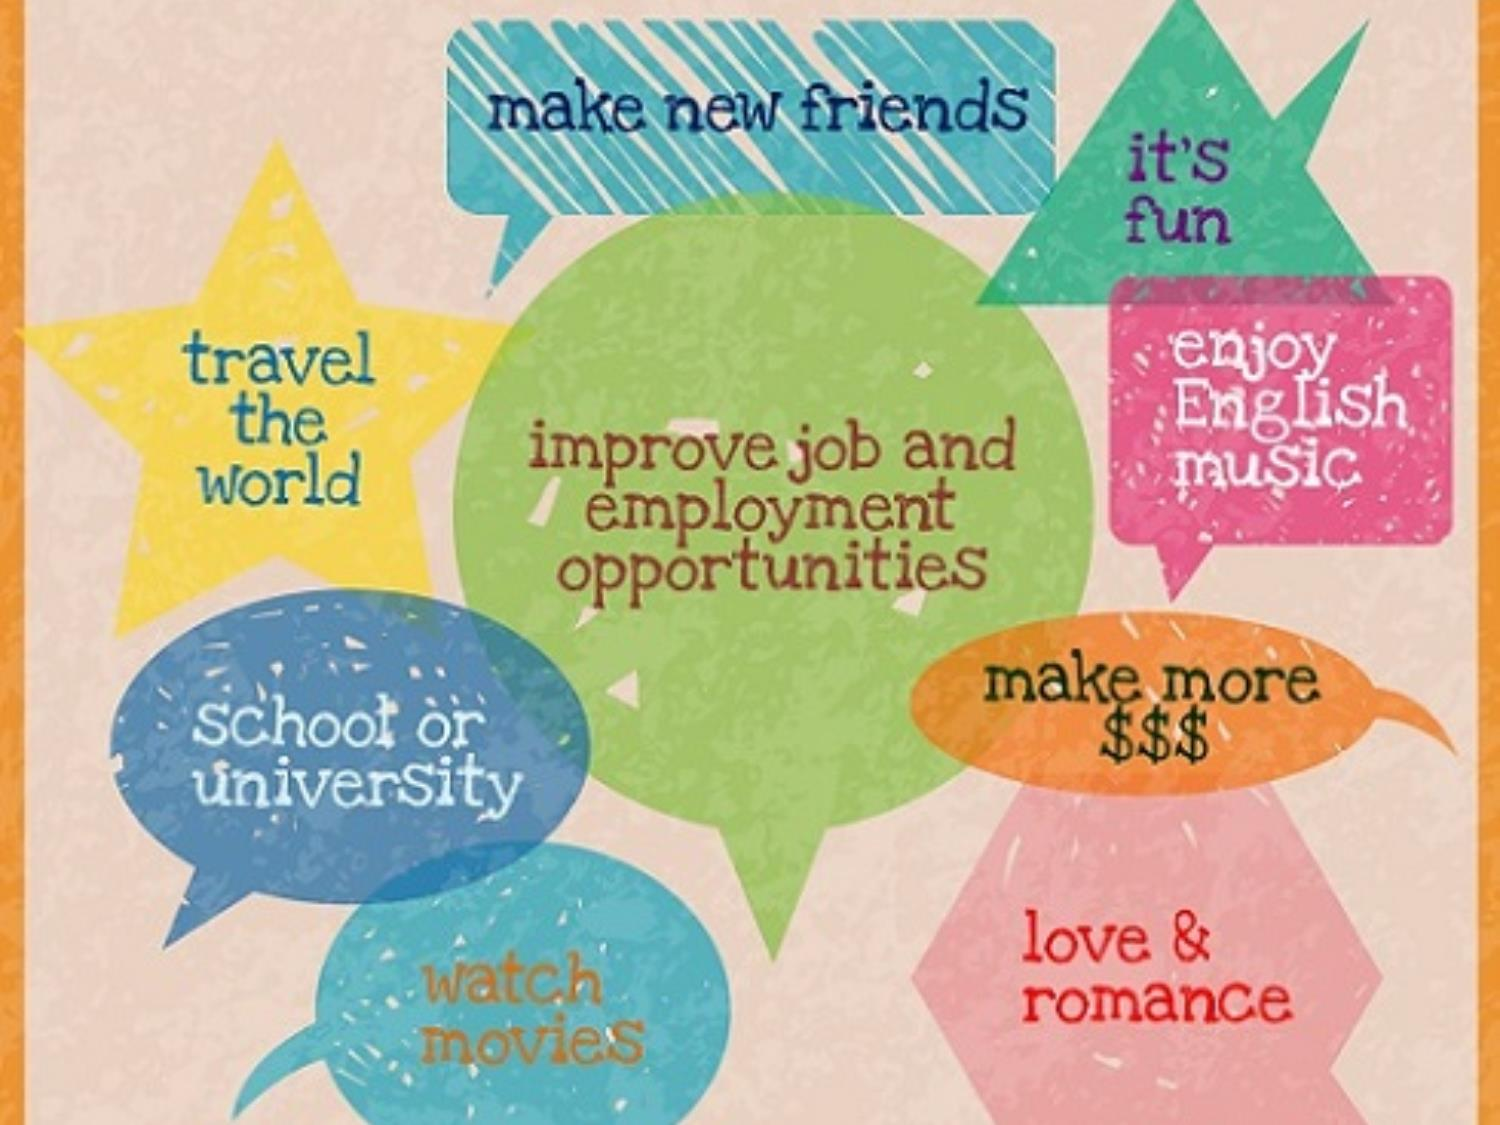 make new friends
it's
fun
travel
the
world
enjoy
English
music
improve job and
employment
opportunities
school or
university
make more
$$$
love &
romance
watch
movies